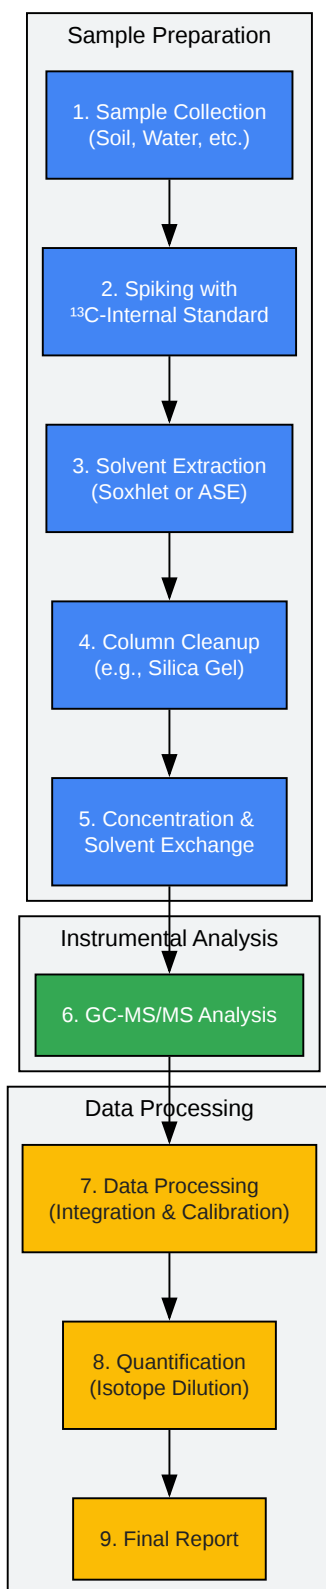 Sample Preparation
1. Sample Collection
(Soil, Water, etc.)
2. Spiking with
¹³C-Internal Standard
3. Solvent Extraction
(Soxhlet or ASE)
4. Column Cleanup
(e.g., Silica Gel)
5. Concentration &
Solvent Exchange
Instrumental Analysis
6. GC-MS/MS Analysis
Data Processing
7. Data Processing
(Integration & Calibration)
8. Quantification
(Isotope Dilution)
9. Final Report